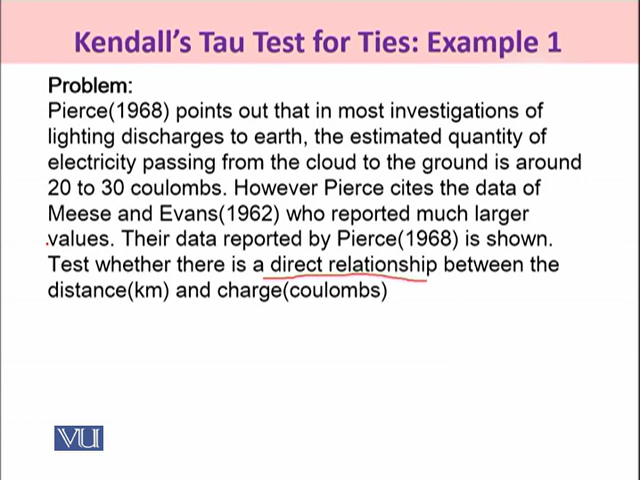 Kendall's Tau Test for Ties: Example 1
Problem:
Pierce(1968) points out that in most investigations of
lighting discharges to earth, the estimated quantity of
electricity passing from the cloud to the ground is around
20 to 30 coulombs. However Pierce cites the data of
Meese and Evans(1962) who reported much larger
values. Their data reported by Pierce(1968) is shown.
Test whether there is a direct relationship between the
distance(km) and charge(coulombs)
VU